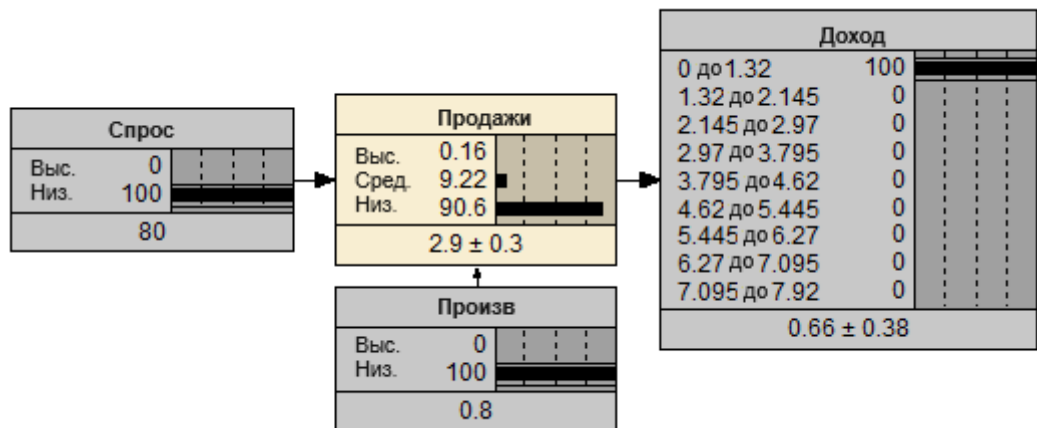 Спрос
Выс. 0
Низ. 100
80
Продажи
Выс. 0.16
Сред. 9.22
Низ. 90.6
2.9 ± 0.3
Произв
Выс. 0
Низ. 100
0.8
Доход
0 до 1.32 100
1.32 до 2.145 0
2.145 до 2.97 0
2.97 до 3.795 0
3.795 до 4.62 0
4.62 до 5.445 0
5.445 до 6.27 0
6.27 до 7.095 0
7.095 до 7.92 0
0.66 ± 0.38